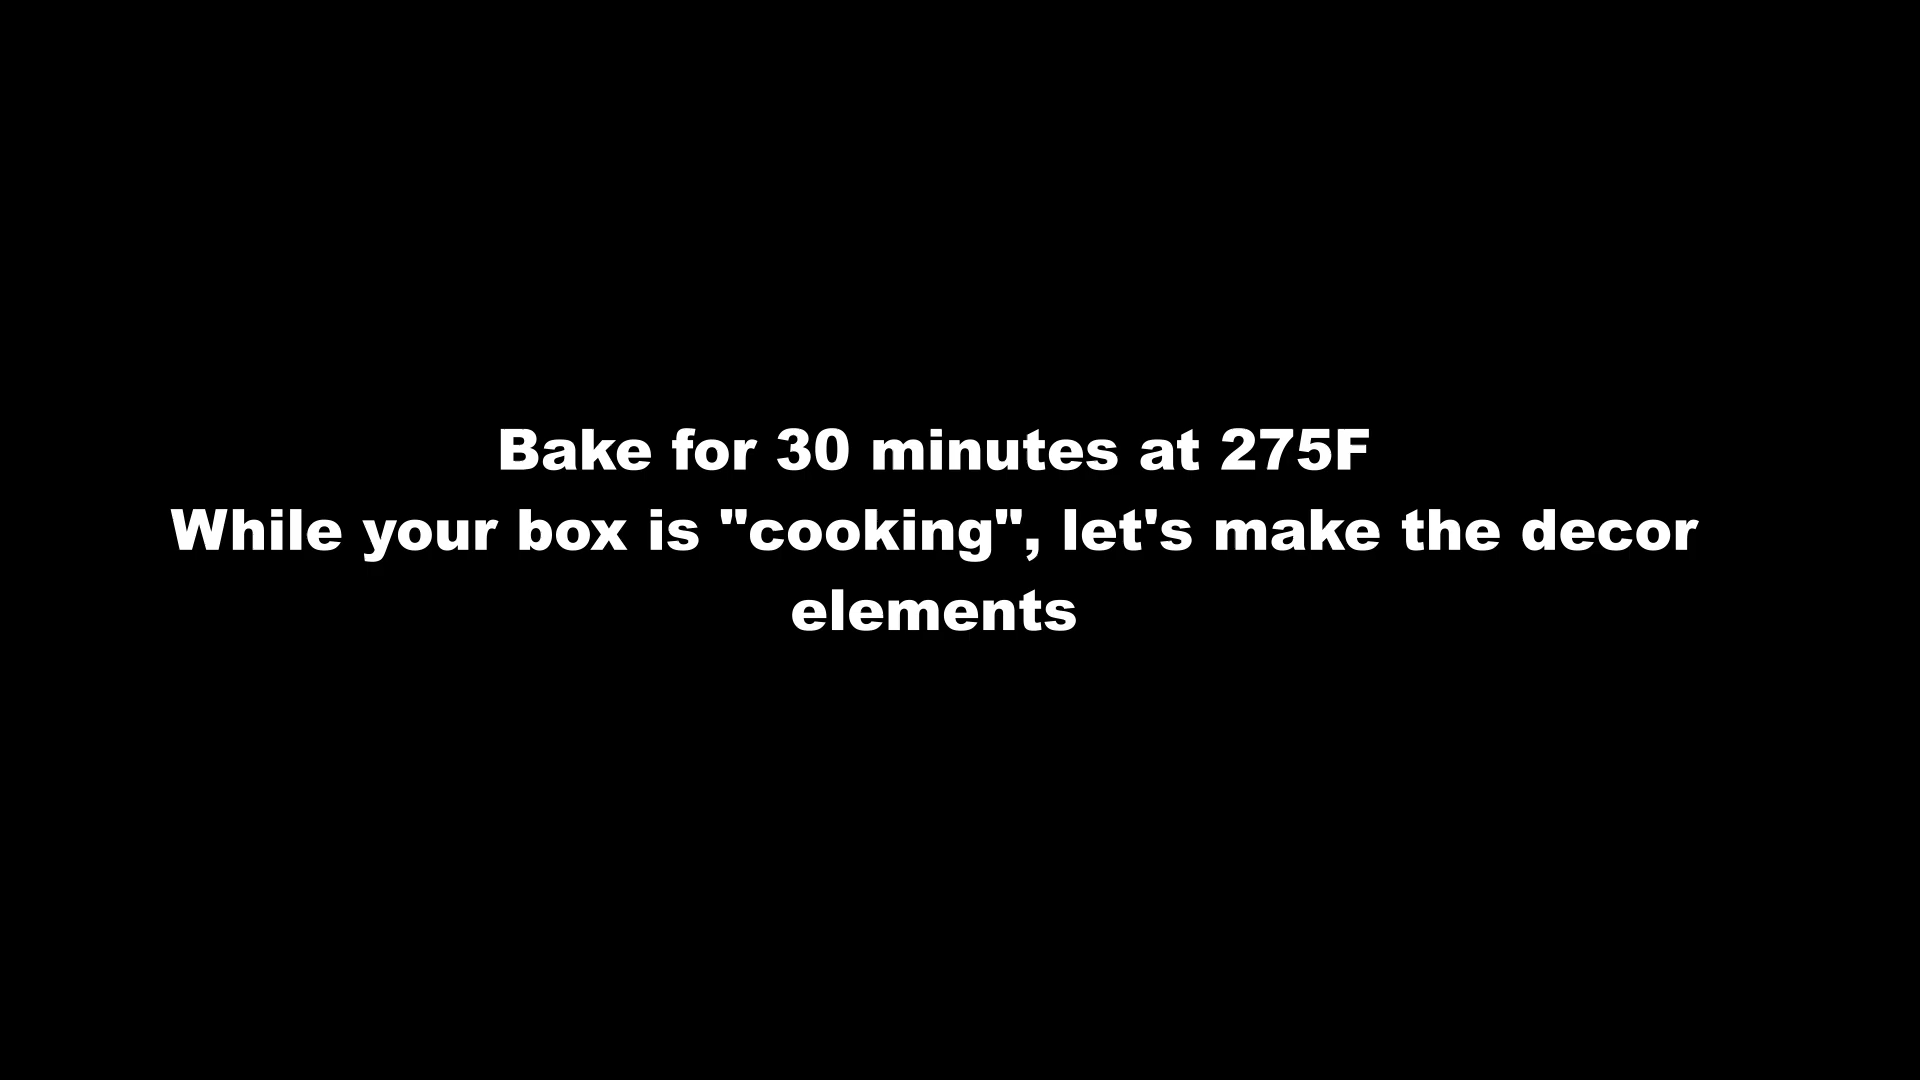 Bake for 30 minutes at 275F
While your box is "cooking", let's make the decor
elements